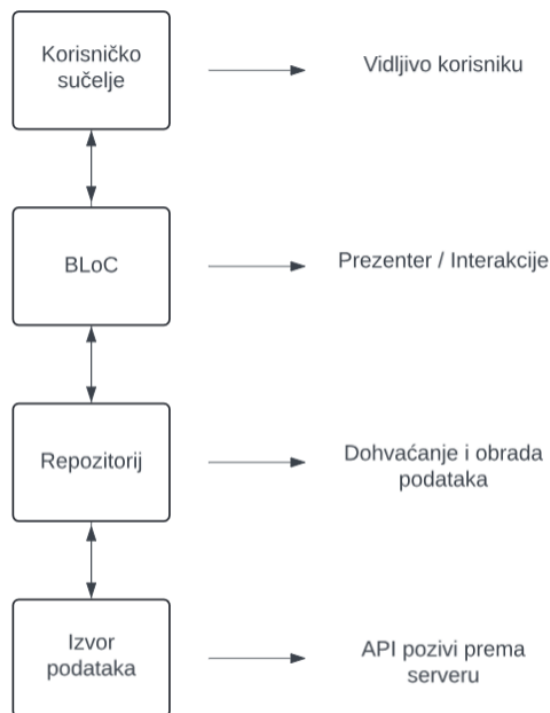 Korisničko
sučelje
Vidljivo korisniku
BLoC
Prezenter / Interakcije
Repozitorij
Dohvaćanje i obrada
podataka
Izvor
podataka
API pozivi prema
serveru